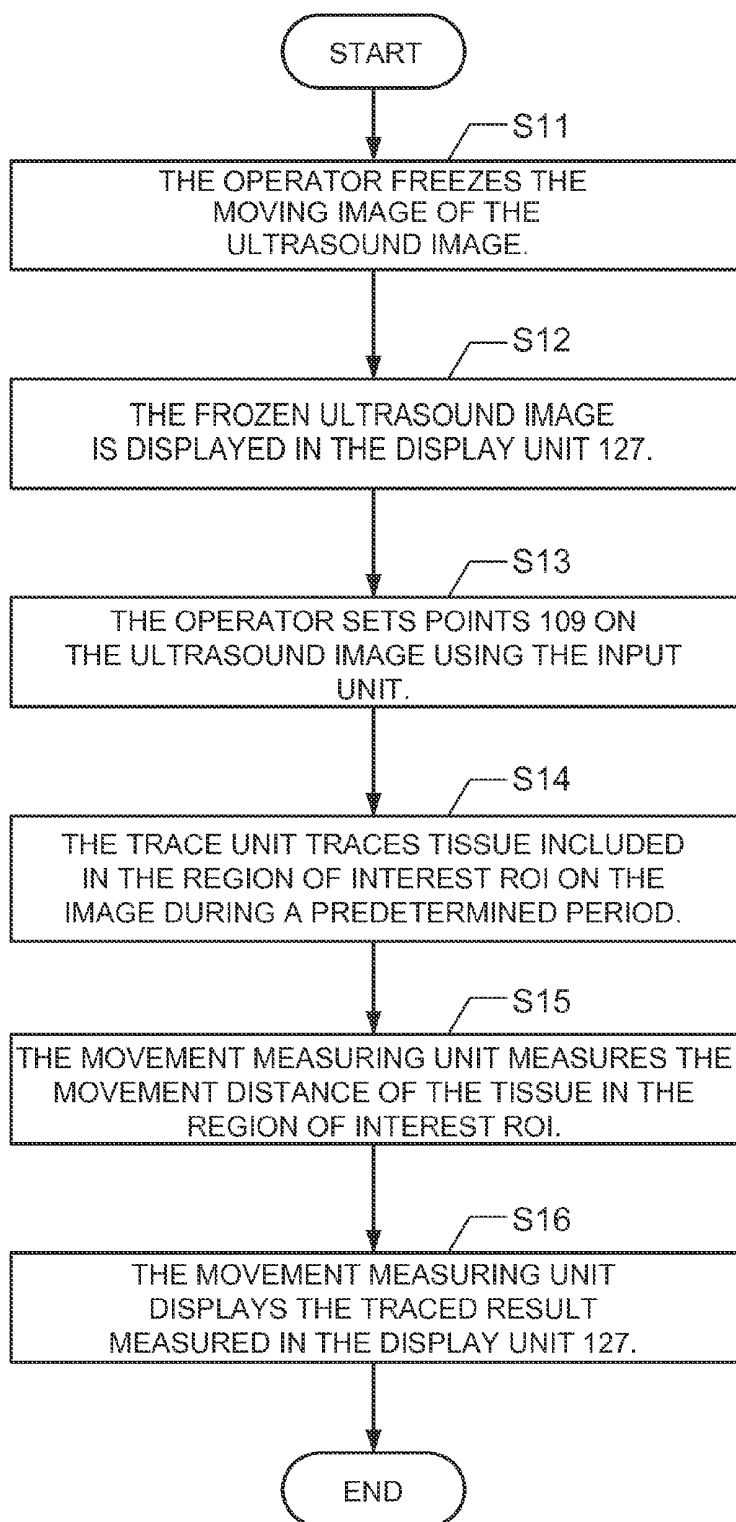 START
S11
THE OPERATOR FREEZES THE
MOVING IMAGE OF THE
ULTRASOUND IMAGE.
S12
THE FROZEN ULTRASOUND IMAGE
IS DISPLAYED IN THE DISPLAY UNIT 127.
S13
THE OPERATOR SETS POINTS 109 ON
THE ULTRASOUND IMAGE USING THE INPUT
UNIT.
S14
THE TRACE UNIT TRACES TISSUE INCLUDED
IN THE REGION OF INTEREST ROI ON THE
IMAGE DURING A PREDETERMINED PERIOD.
S15
THE MOVEMENT MEASURING UNIT MEASURES THE
MOVEMENT DISTANCE OF THE TISSUE IN THE
REGION OF INTEREST ROI.
S16
THE MOVEMENT MEASURING UNIT
DISPLAYS THE TRACED RESULT
MEASURED IN THE DISPLAY UNIT 127.
END